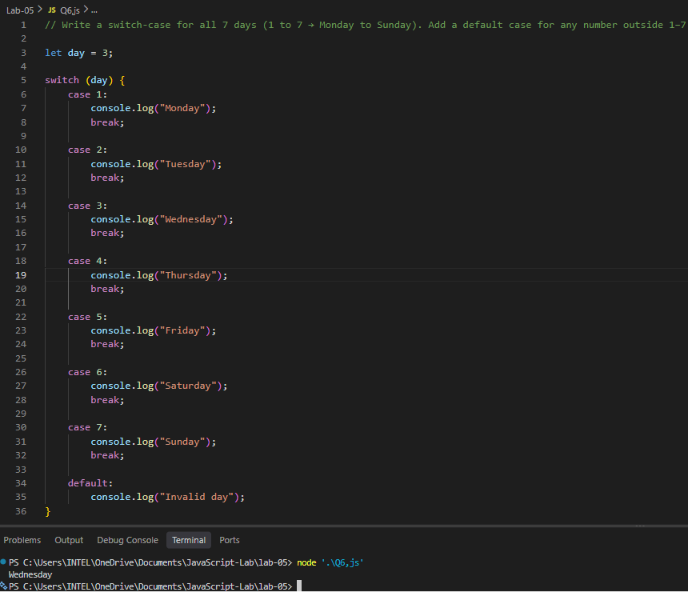 Lab-05 > JS Q6,js > ...
1 // Write a switch-case for all 7 days (1 to 7 → Monday to Sunday). Add a default case for any number outside 1–7
2
3 let day = 3;
4
5 switch (day) {
6 case 1:
7 console.log("Monday");
8 break;
9
10 case 2:
11 console.log("Tuesday");
12 break;
13
14 case 3:
15 console.log("Wednesday");
16 break;
17
18 case 4:
19 console.log("Thursday");
20 break;
21
22 case 5:
23 console.log("Friday");
24 break;
25
26 case 6:
27 console.log("Saturday");
28 break;
29
30 case 7:
31 console.log("Sunday");
32 break;
33
34 default:
35 console.log("Invalid day");
36 }
Problems Output Debug Console Terminal Ports
PS C:\Users\INTEL\OneDrive\Documents\JavaScript-Lab\lab-05> node '.\Q6,js'
Wednesday
PS C:\Users\INTEL\OneDrive\Documents\JavaScript-Lab\lab-05>